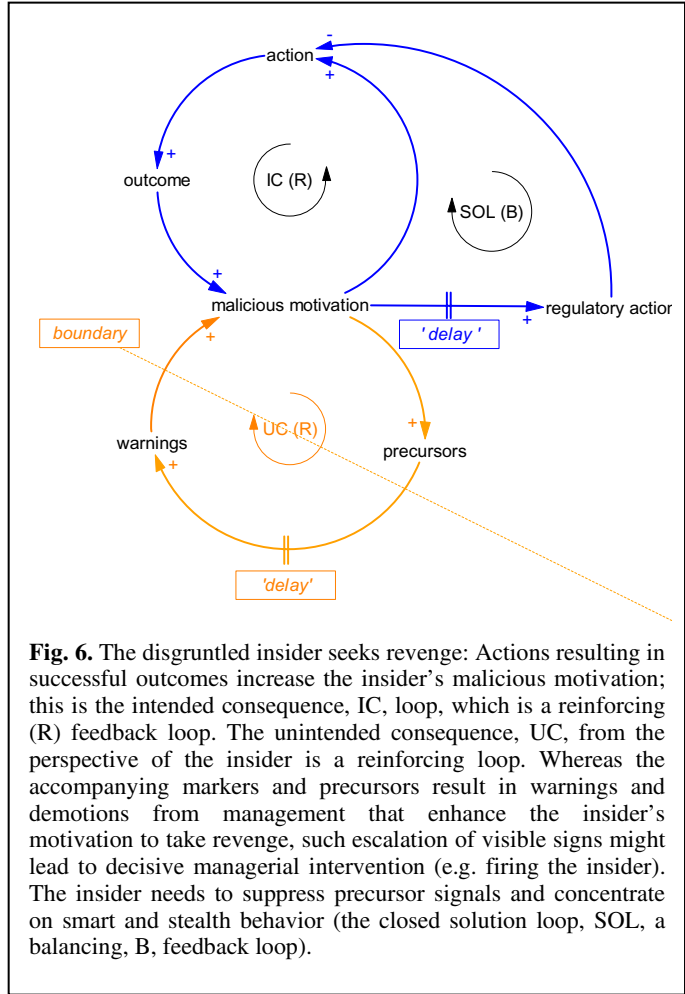 -
action
+
+
IC (R)
outcome
SOL (B)
+
+
malicious motivation
regulatory action
+
boundary
' delay '
+
+
UC (R)
warnings
precursors
+
'delay'
Fig. 6. The disgruntled insider seeks revenge: Actions resulting in
successful outcomes increase the insider's malicious motivation;
this is the intended consequence, IC, loop, which is a reinforcing
(R) feedback loop. The unintended consequence, UC, from the
perspective of the insider is a reinforcing loop. Whereas the
accompanying markers and precursors result in warnings and
demotions from management that enhance the insider's
motivation to take revenge, such escalation of visible signs might
lead to decisive managerial intervention (e.g. firing the insider).
The insider needs to suppress precursor signals and concentrate
on smart and stealth behavior (the closed solution loop, SOL, a
balancing, B, feedback loop).